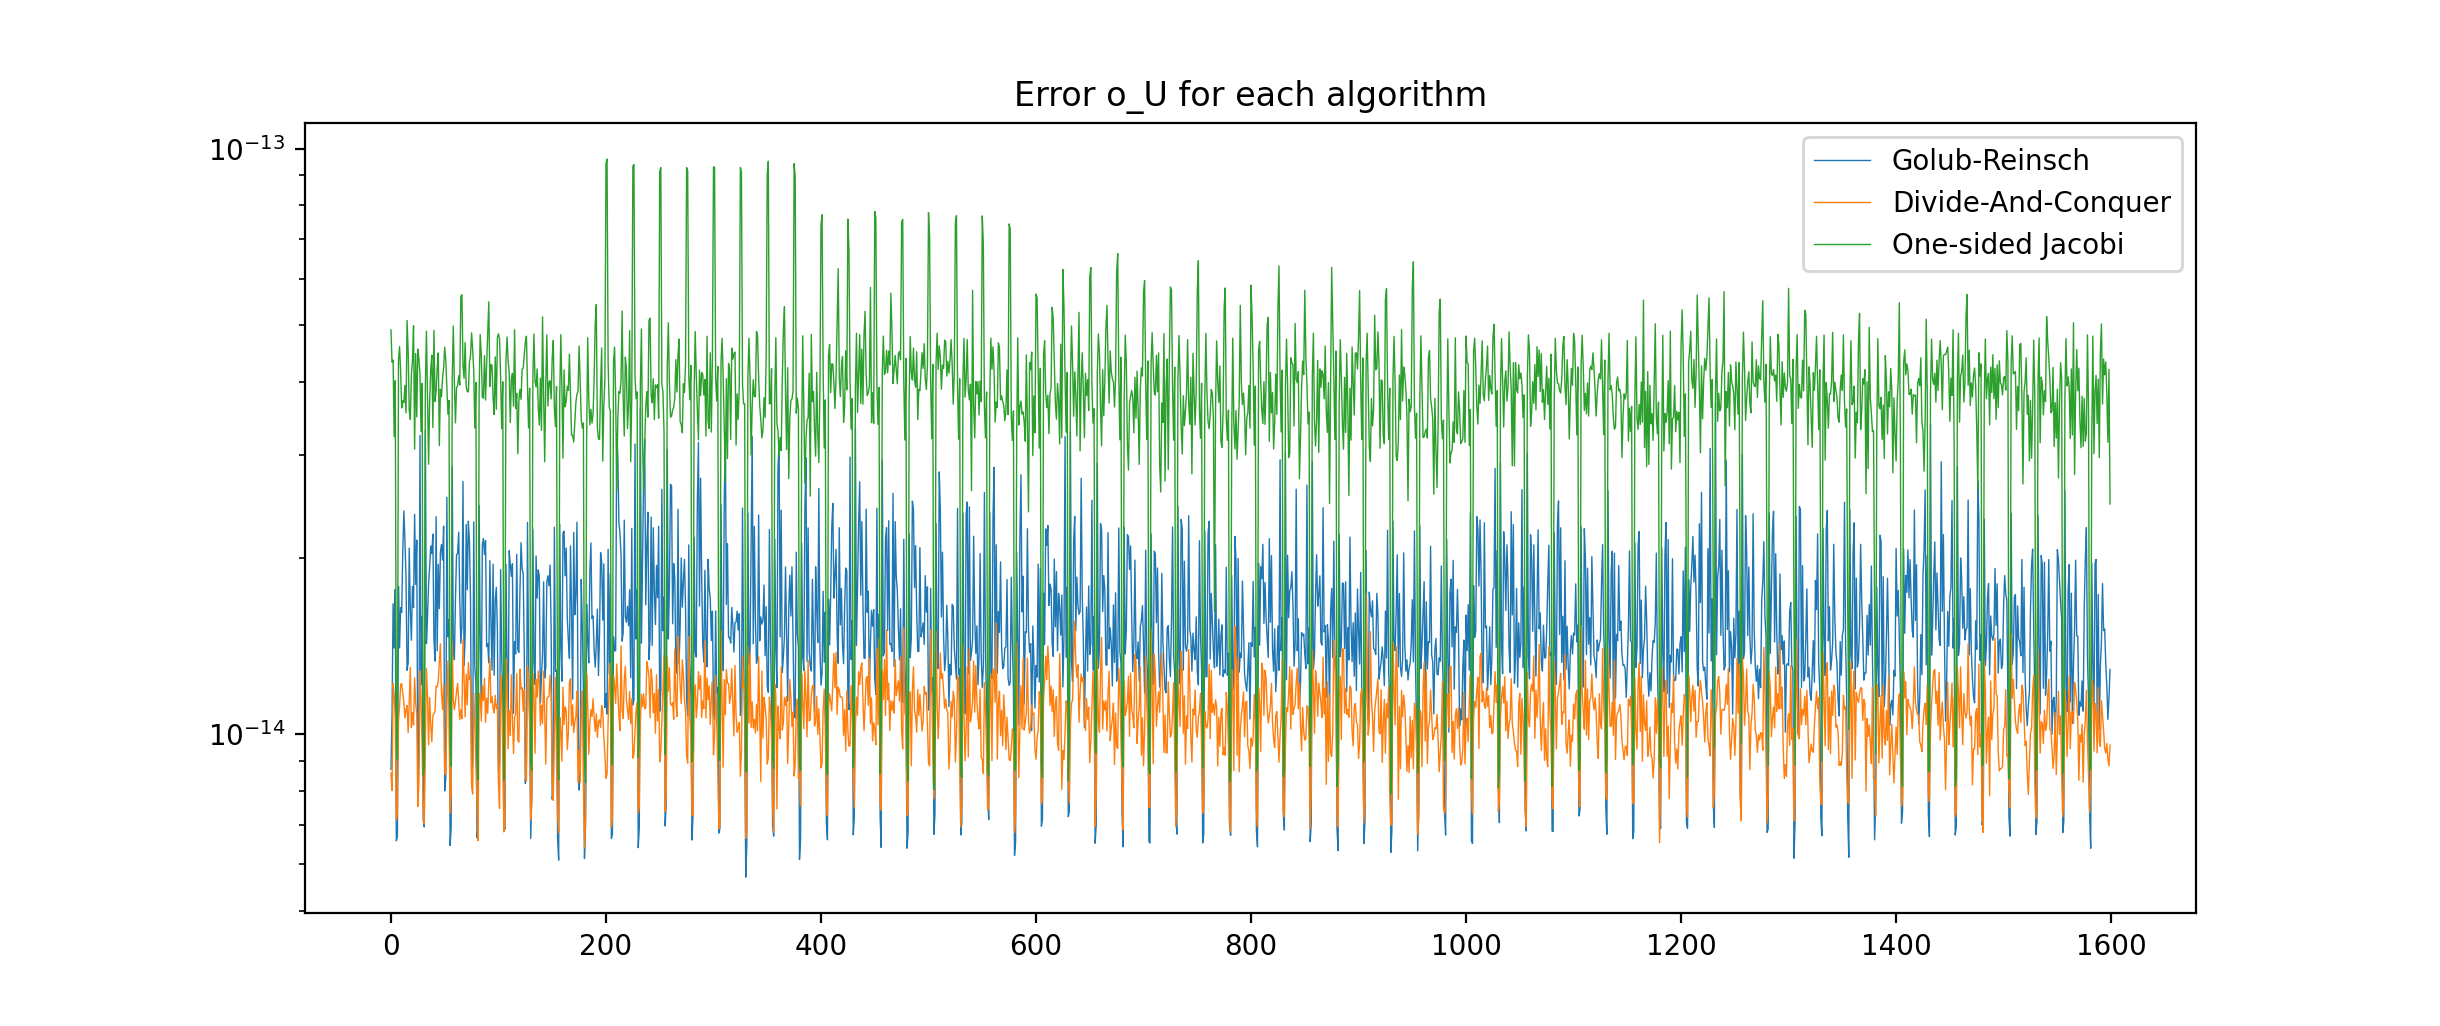 Error o_U for each algorithm
10⁻¹³
10⁻¹⁴
Golub-Reinsch
Divide-And-Conquer
One-sided Jacobi
0 200 400 600 800 1000 1200 1400 1600